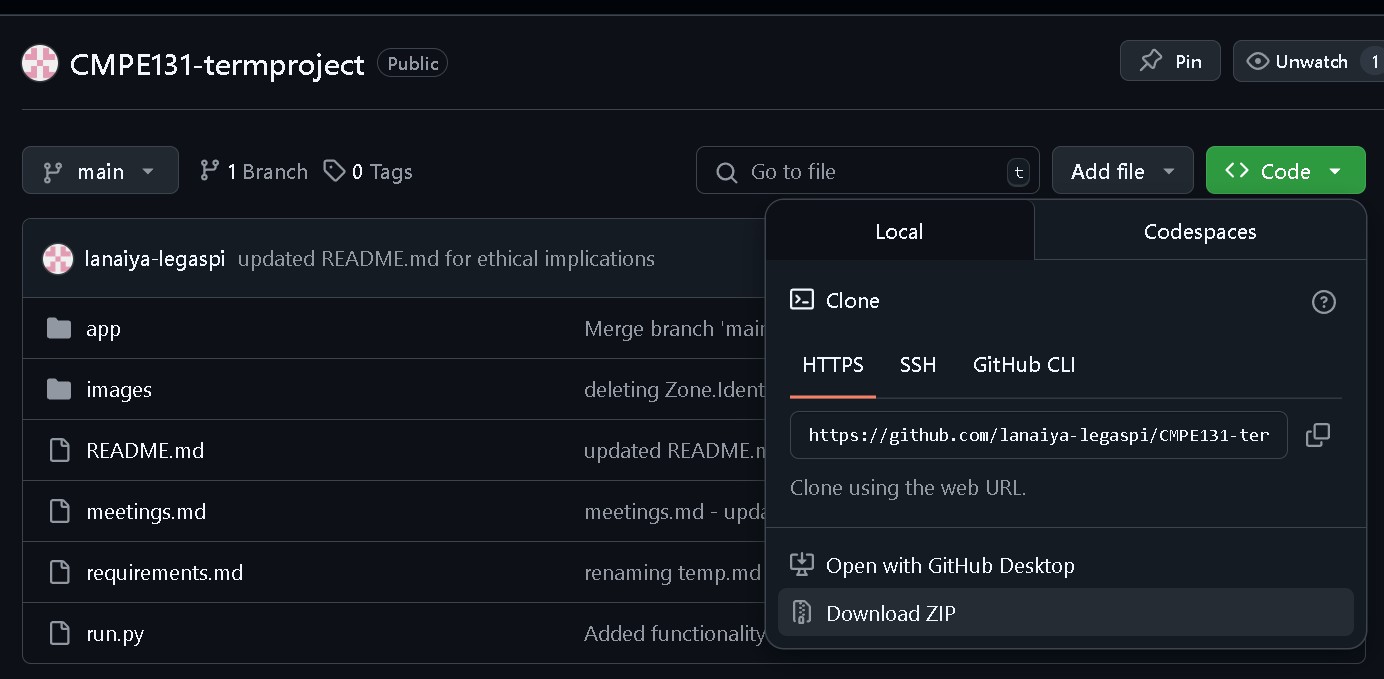 CMPE131-termproject Public Pin Unwatch 1
main 1 Branch 0 Tags Go to file t Add file Code
Local Codespaces
lanaiya-legaspi updated README.md for ethical implications
Clone
app Merge branch 'main
HTTPS SSH GitHub CLI
images deleting Zone.Ident
https://github.com/lanaiya-legaspi/CMPE131-ter
README.md updated README.m
Clone using the web URL.
meetings.md meetings.md - upda
Open with GitHub Desktop
requirements.md renaming temp.md
Download ZIP
run.py Added functionality